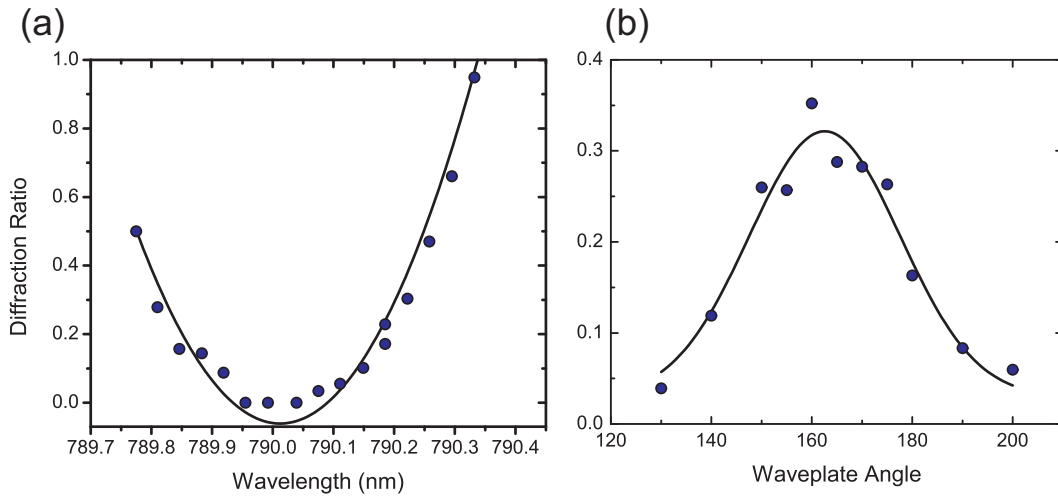 (a)
(b)
1.0
0.8
0.6
0.4
0.2
0.0
Diffraction Ratio
789.7 789.8 789.9 790.0 790.1 790.2 790.3 790.4
Wavelength (nm)
0.4
0.3
0.2
0.1
0.0
120 140 160 180 200
Waveplate Angle